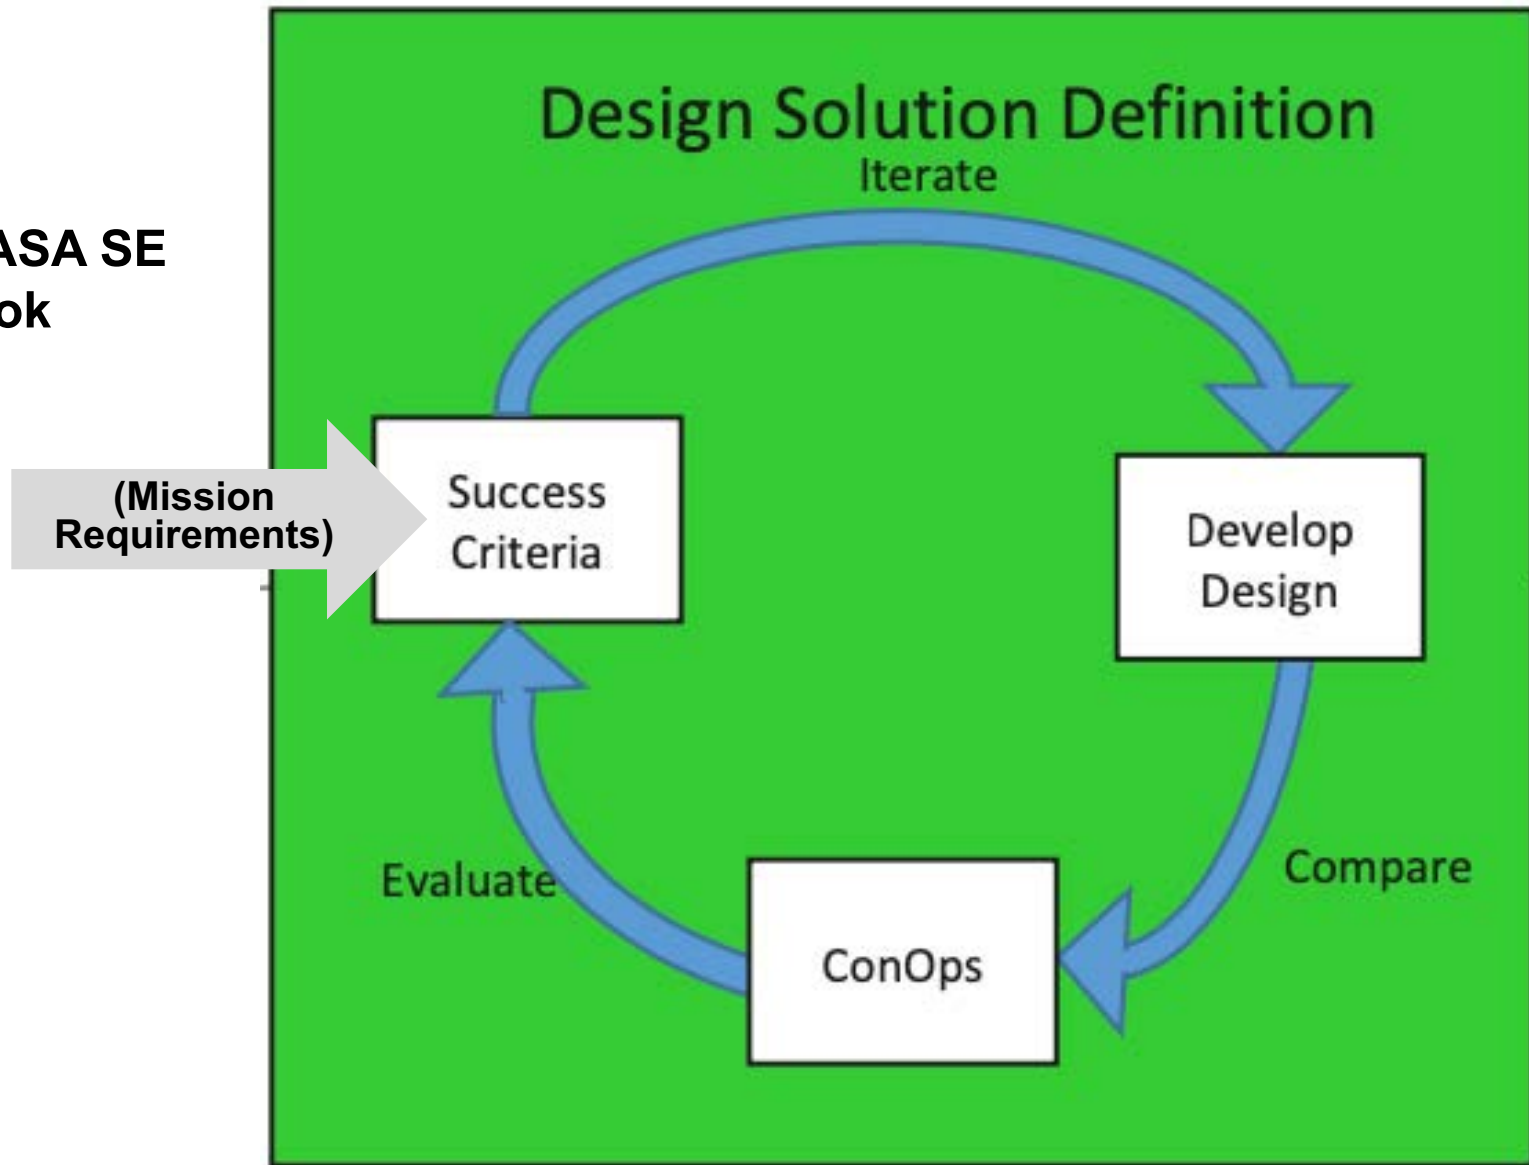 Design Solution Definition
Iterate
ASA SE
ok
(Mission
Requirements)
Success
Criteria
Develop
Design
Evaluate
Compare
ConOps